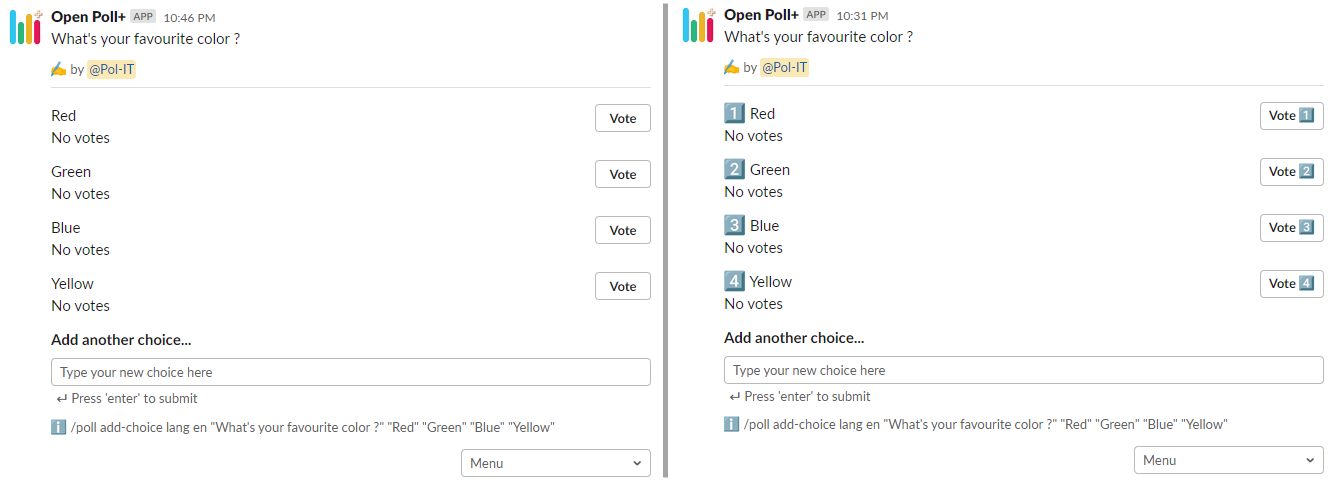 Open Poll+ APP 10:46 PM
What's your favourite color ?
✍️ by @Pol-IT
Red
Vote
No votes
Green
Vote
No votes
Blue
Vote
No votes
Yellow
Vote
No votes
Add another choice...
Type your new choice here
↵ Press 'enter' to submit
ℹ️ /poll add-choice lang en "What's your favourite color ?" "Red" "Green" "Blue" "Yellow"
Menu
Open Poll+ APP 10:31 PM
What's your favourite color ?
✍️ by @Pol-IT
1️⃣ Red
Vote 1️⃣
No votes
2️⃣ Green
Vote 2️⃣
No votes
3️⃣ Blue
Vote 3️⃣
No votes
4️⃣ Yellow
Vote 4️⃣
No votes
Add another choice...
Type your new choice here
↵ Press 'enter' to submit
ℹ️ /poll add-choice lang en "What's your favourite color ?" "Red" "Green" "Blue" "Yellow"
Menu